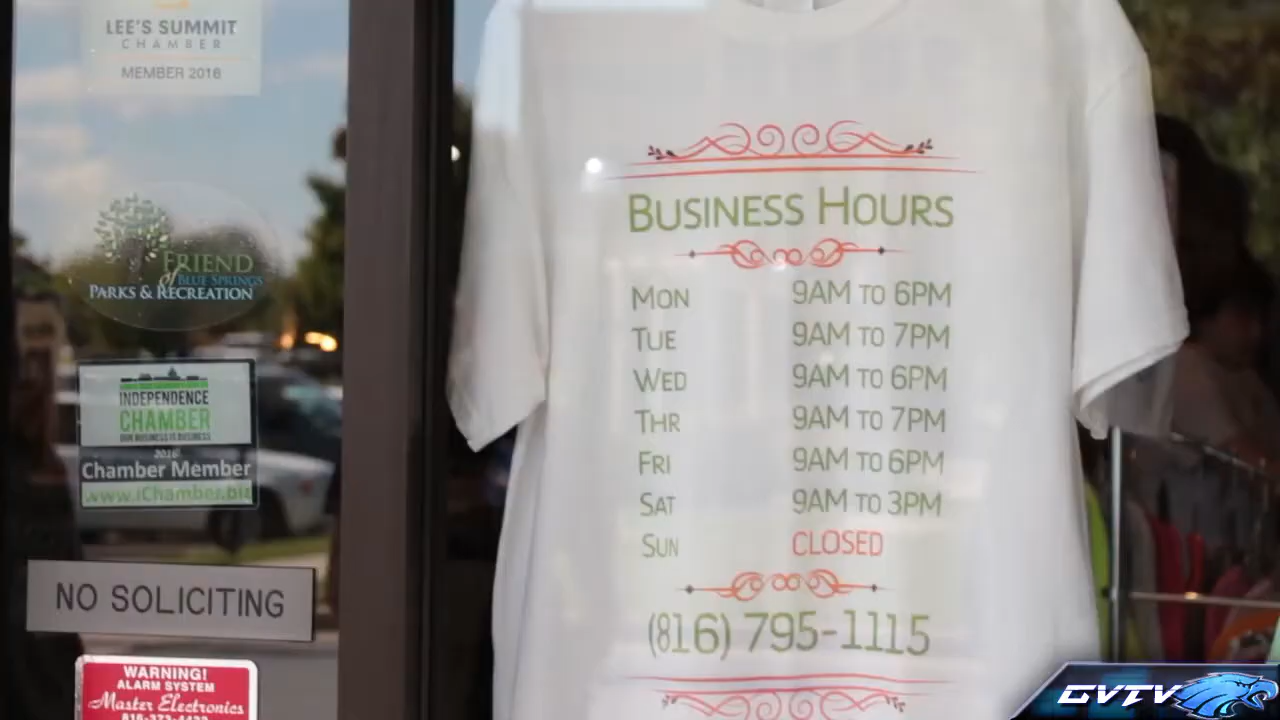 LEE'S SUMMIT
CHAMBER
MEMBER 2016
FRIEND
of BLUE SPRINGS
PARKS & RECREATION
INDEPENDENCE
CHAMBER
OUR BUSINESS IS BUSINESS
2016
Chamber Member
www.iChamber.biz
NO SOLICITING
WARNING!
ALARM SYSTEM
Master Electronics
BUSINESS HOURS
MON 9AM TO 6PM
TUE 9AM TO 7PM
WED 9AM TO 6PM
THR 9AM TO 7PM
FRI 9AM TO 6PM
SAT 9AM TO 3PM
SUN CLOSED
(816) 795-1115
GVTV